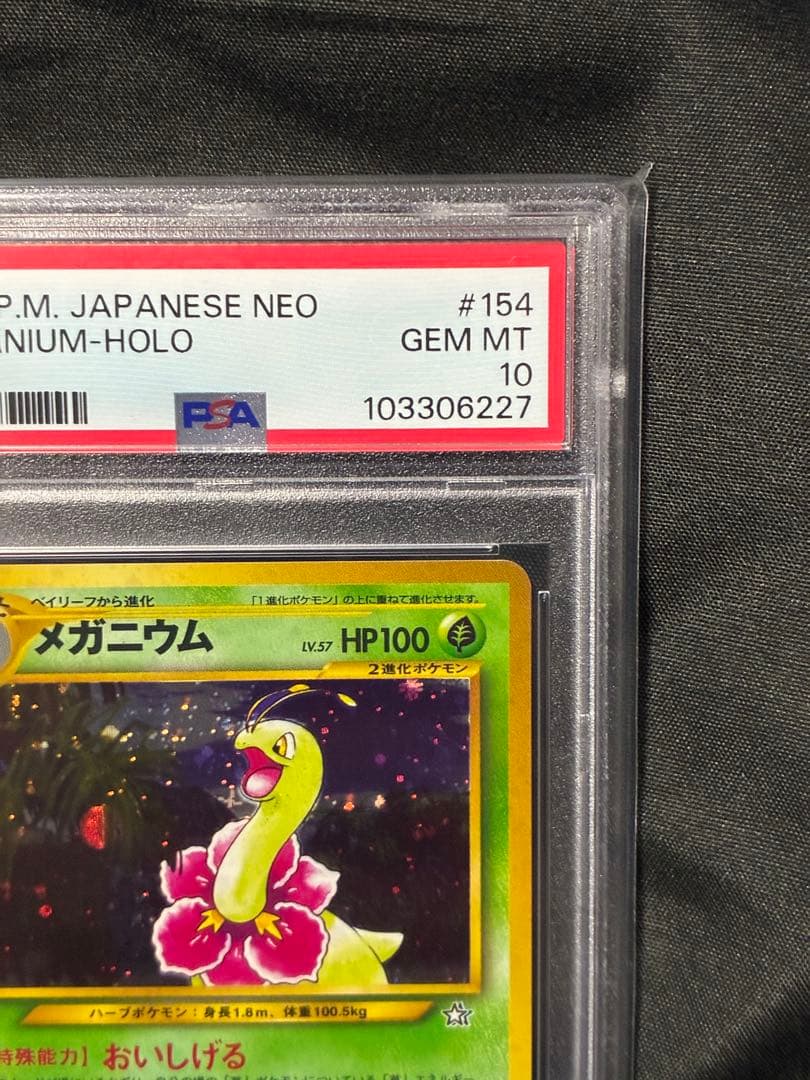 P.M. JAPANESE NEO #154
NIUM-HOLO GEM MT
10
PSA 103306227
ベイリーフから進化 「1進化ポケモン」の上に重ねて進化させます。
メガニウム LV.57 HP100
2進化ポケモン
ハーブポケモン：身長1.8m、体重100.5kg
特殊能力】おいしげる